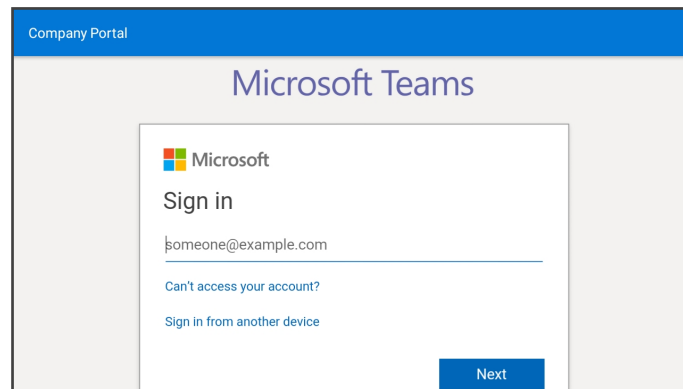 Company Portal
Microsoft Teams
Microsoft
Sign in
someone@example.com
Can't access your account?
Sign in from another device
Next